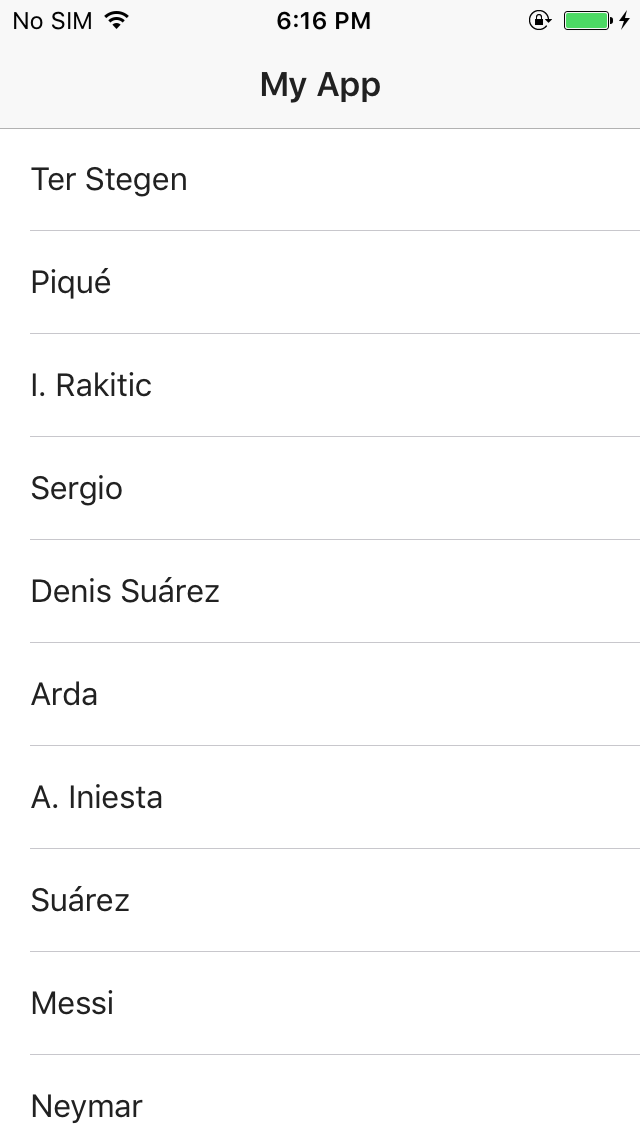 No SIM 6:16 PM
My App
Ter Stegen
Piqué
I. Rakitic
Sergio
Denis Suárez
Arda
A. Iniesta
Suárez
Messi
Neymar